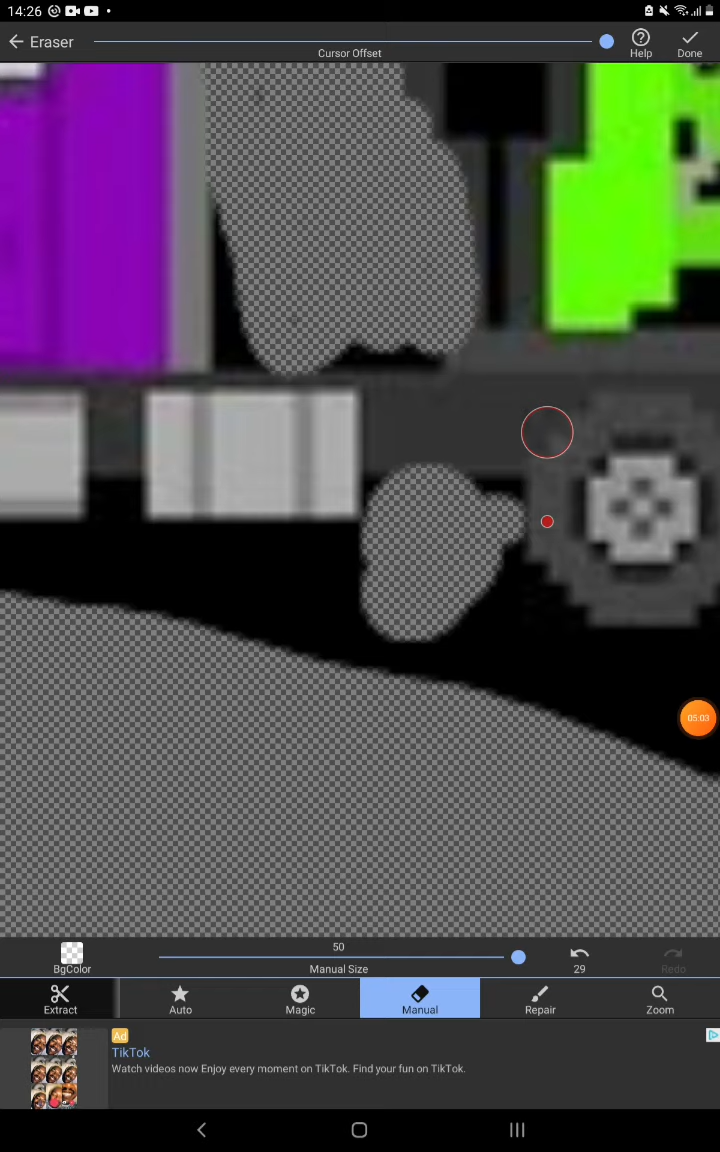 14:26
Eraser
Cursor Offset
Help
Done
05:03
50
BgColor
Manual Size
29
Redo
Extract
Auto
Magic
Manual
Repair
Zoom
Ad
TikTok
Watch videos now Enjoy every moment on TikTok. Find your fun on TikTok.